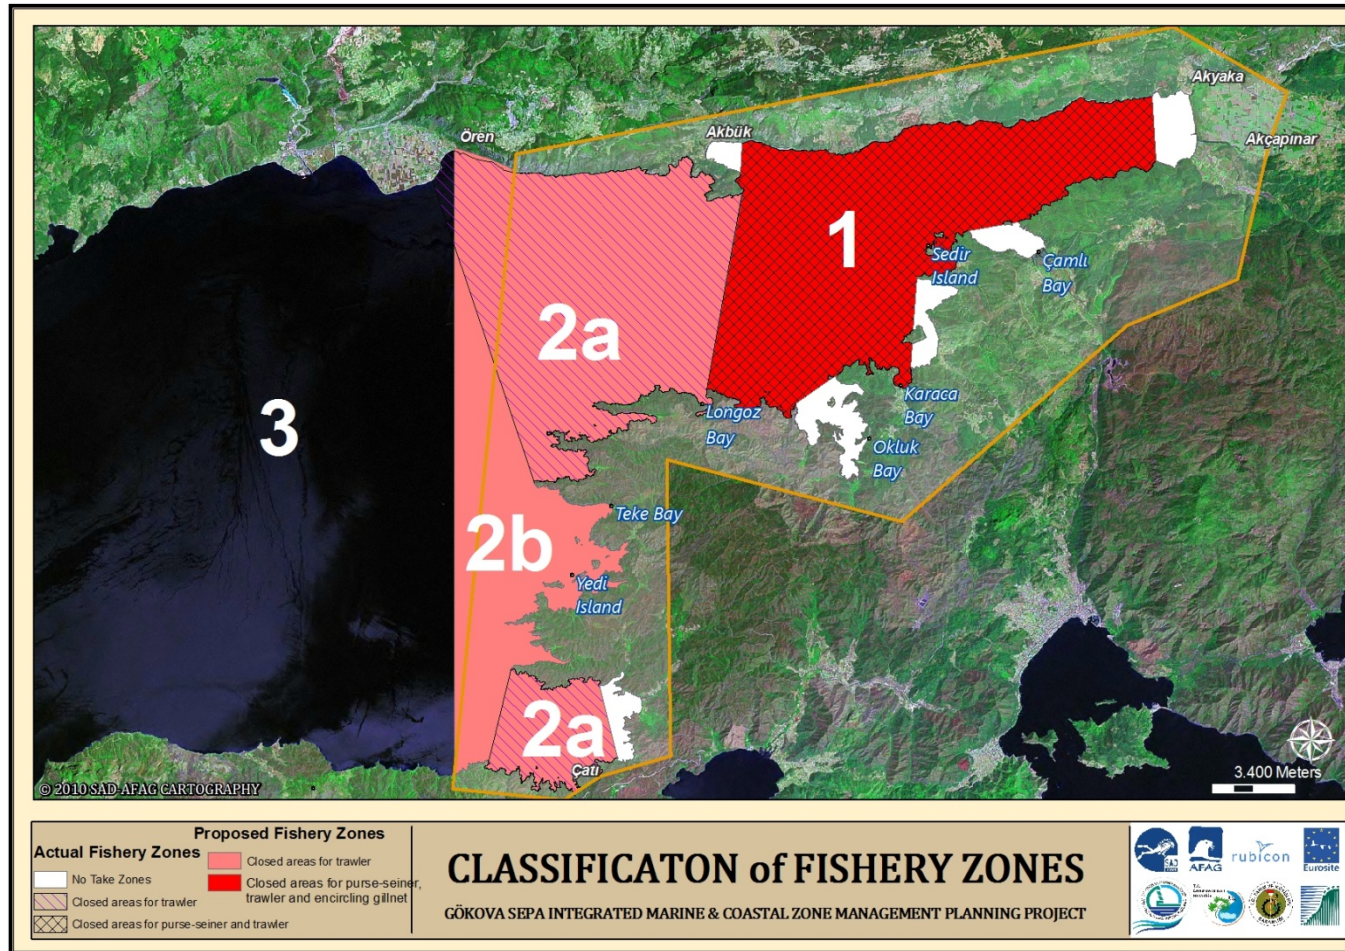 Akyaka
Ören
Akbük
Akçapınar
1
Sedir
Island
Çamlı
Bay
2a
3
Longoz
Bay
Karaca
Bay
Okluk
Bay
Teke Bay
2b
Yedi
Island
2a
Çatı
3.400 Meters
© 2010 SAD-AFAG CARTOGRAPHY
Actual Fishery Zones
No Take Zones
Closed areas for trawler
Closed areas for purse-seiner and trawler
Proposed Fishery Zones
Closed areas for trawler
Closed areas for purse-seiner,
trawler and encircling gillnet
CLASSIFICATON of FISHERY ZONES
GÖKOVA SEPA INTEGRATED MARINE & COASTAL ZONE MANAGEMENT PLANNING PROJECT
SAD
AFAG
rubicon
Eurosite